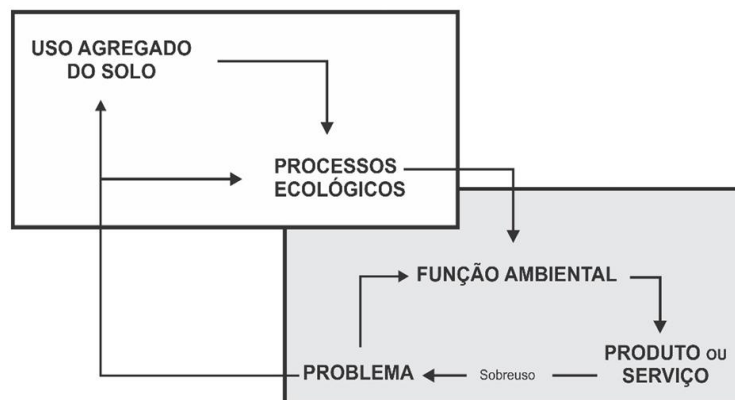 USO AGREGADO
DO SOLO
PROCESSOS
ECOLÓGICOS
FUNÇÃO AMBIENTAL
PRODUTO OU
SERVIÇO
Sobreuso
PROBLEMA